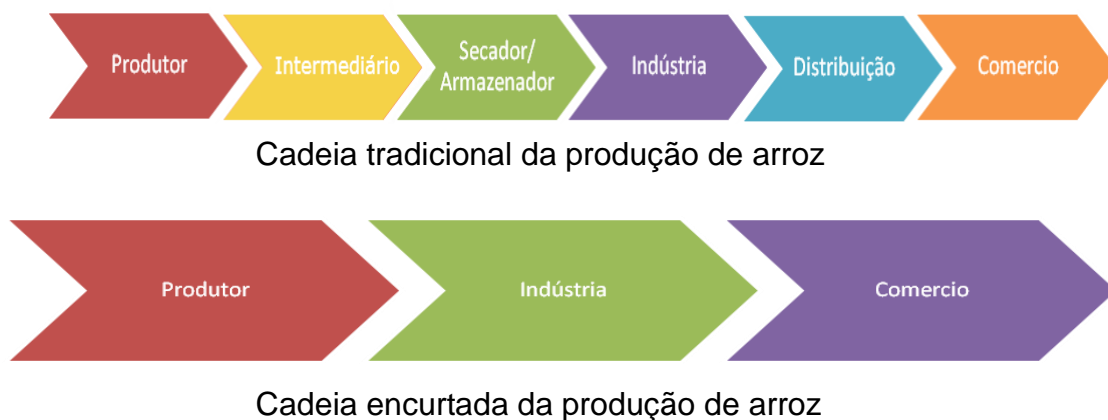 Produtor
Intermediário
Secador/
Armazenador
Indústria
Distribuição
Comercio
Cadeia tradicional da produção de arroz
Produtor
Indústria
Comercio
Cadeia encurtada da produção de arroz